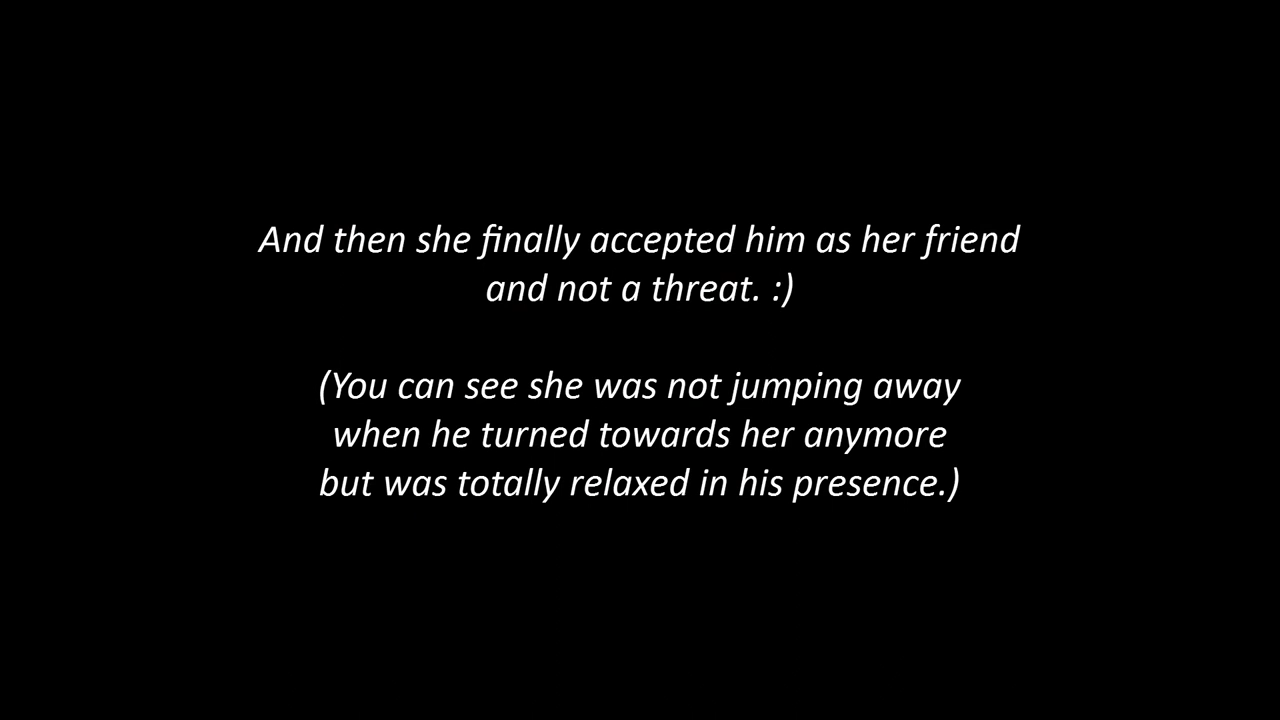 And then she finally accepted him as her friend
and not a threat. :)
(You can see she was not jumping away
when he turned towards her anymore
but was totally relaxed in his presence.)